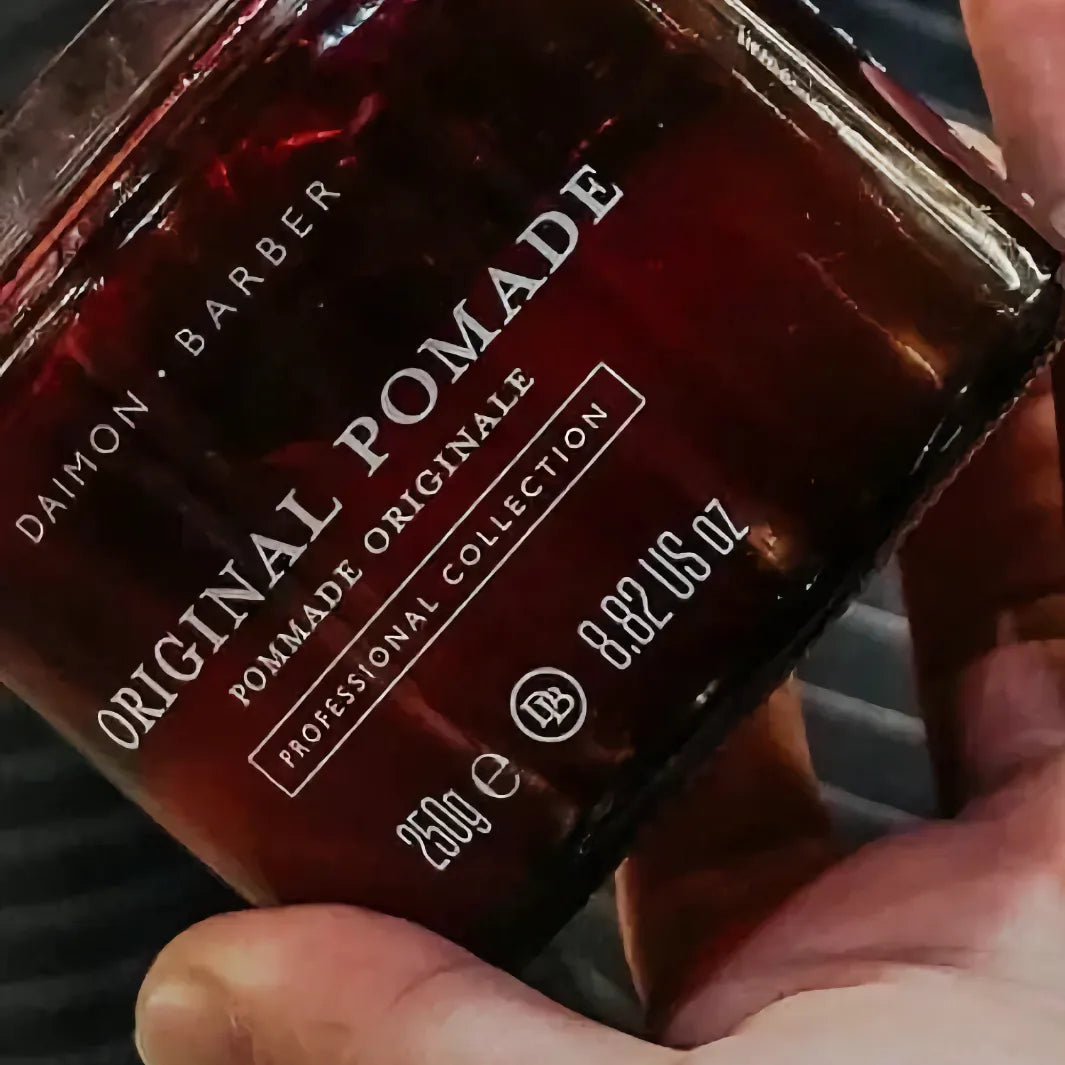 DAIMON · BARBER
ORIGINAL POMADE
POMMADE ORIGINALE
PROFESSIONAL COLLECTION
250g ℮ DB 8.82 US oz